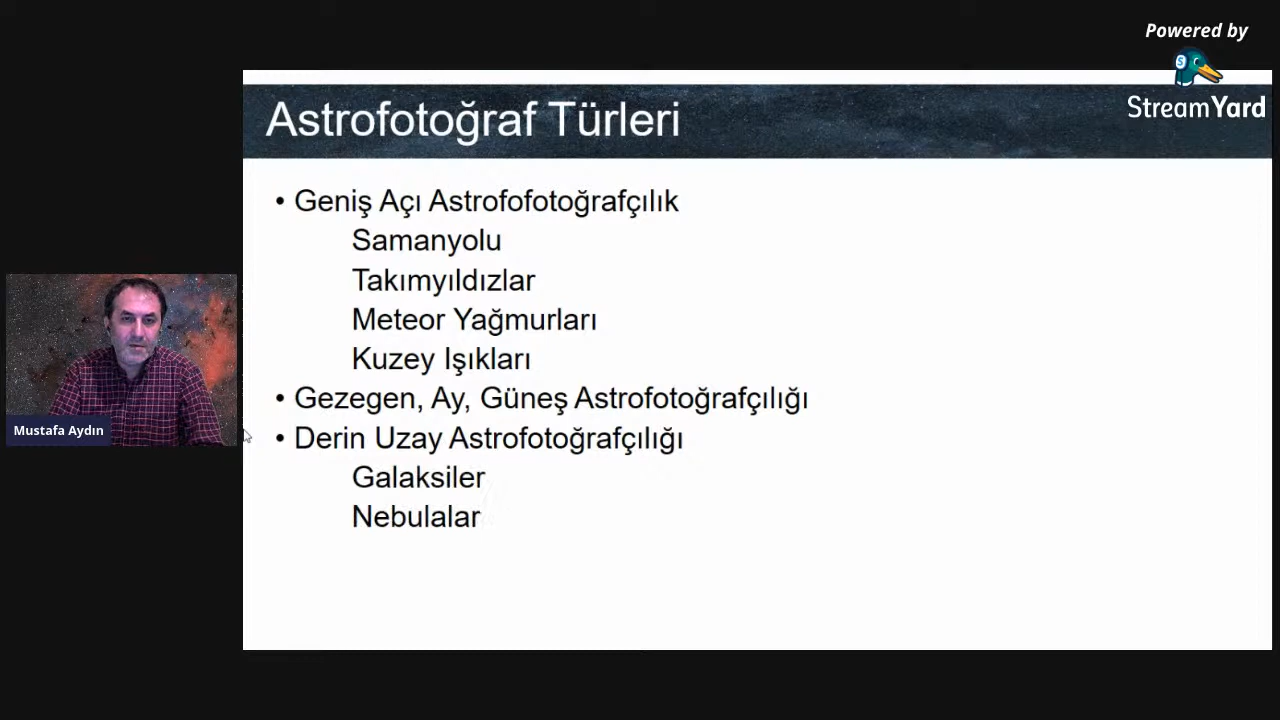 Powered by
StreamYard
Astrofotoğraf Türleri
• Geniş Açı Astrofofotoğrafçılık
Samanyolu
Takımyıldızlar
Meteor Yağmurları
Kuzey Işıkları
• Gezegen, Ay, Güneş Astrofotoğrafçılığı
• Derin Uzay Astrofotoğrafçılığı
Galaksiler
Nebulalar
Mustafa Aydın